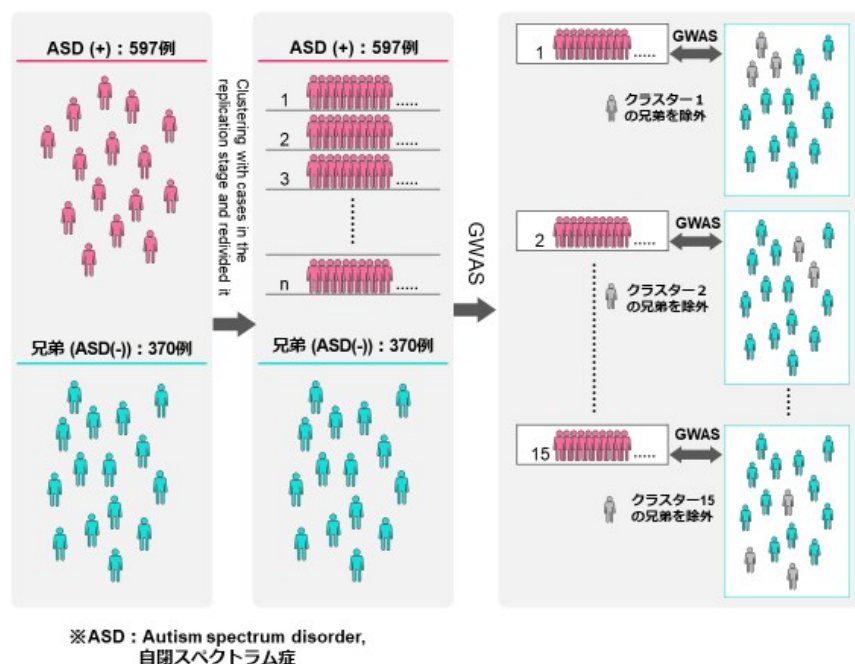 ASD (+)：597例
兄弟 (ASD(-))：370例
Clustering with cases in the
replication stage and redivided it
ASD (+)：597例
1 .....
2 .....
3 .....
n .....
兄弟 (ASD(-))：370例
GWAS
1 .....
GWAS
クラスター１
の兄弟を除外
2 .....
GWAS
クラスター２
の兄弟を除外
15 .....
GWAS
クラスター15
の兄弟を除外
※ASD：Autism spectrum disorder,
自閉スペクトラム症